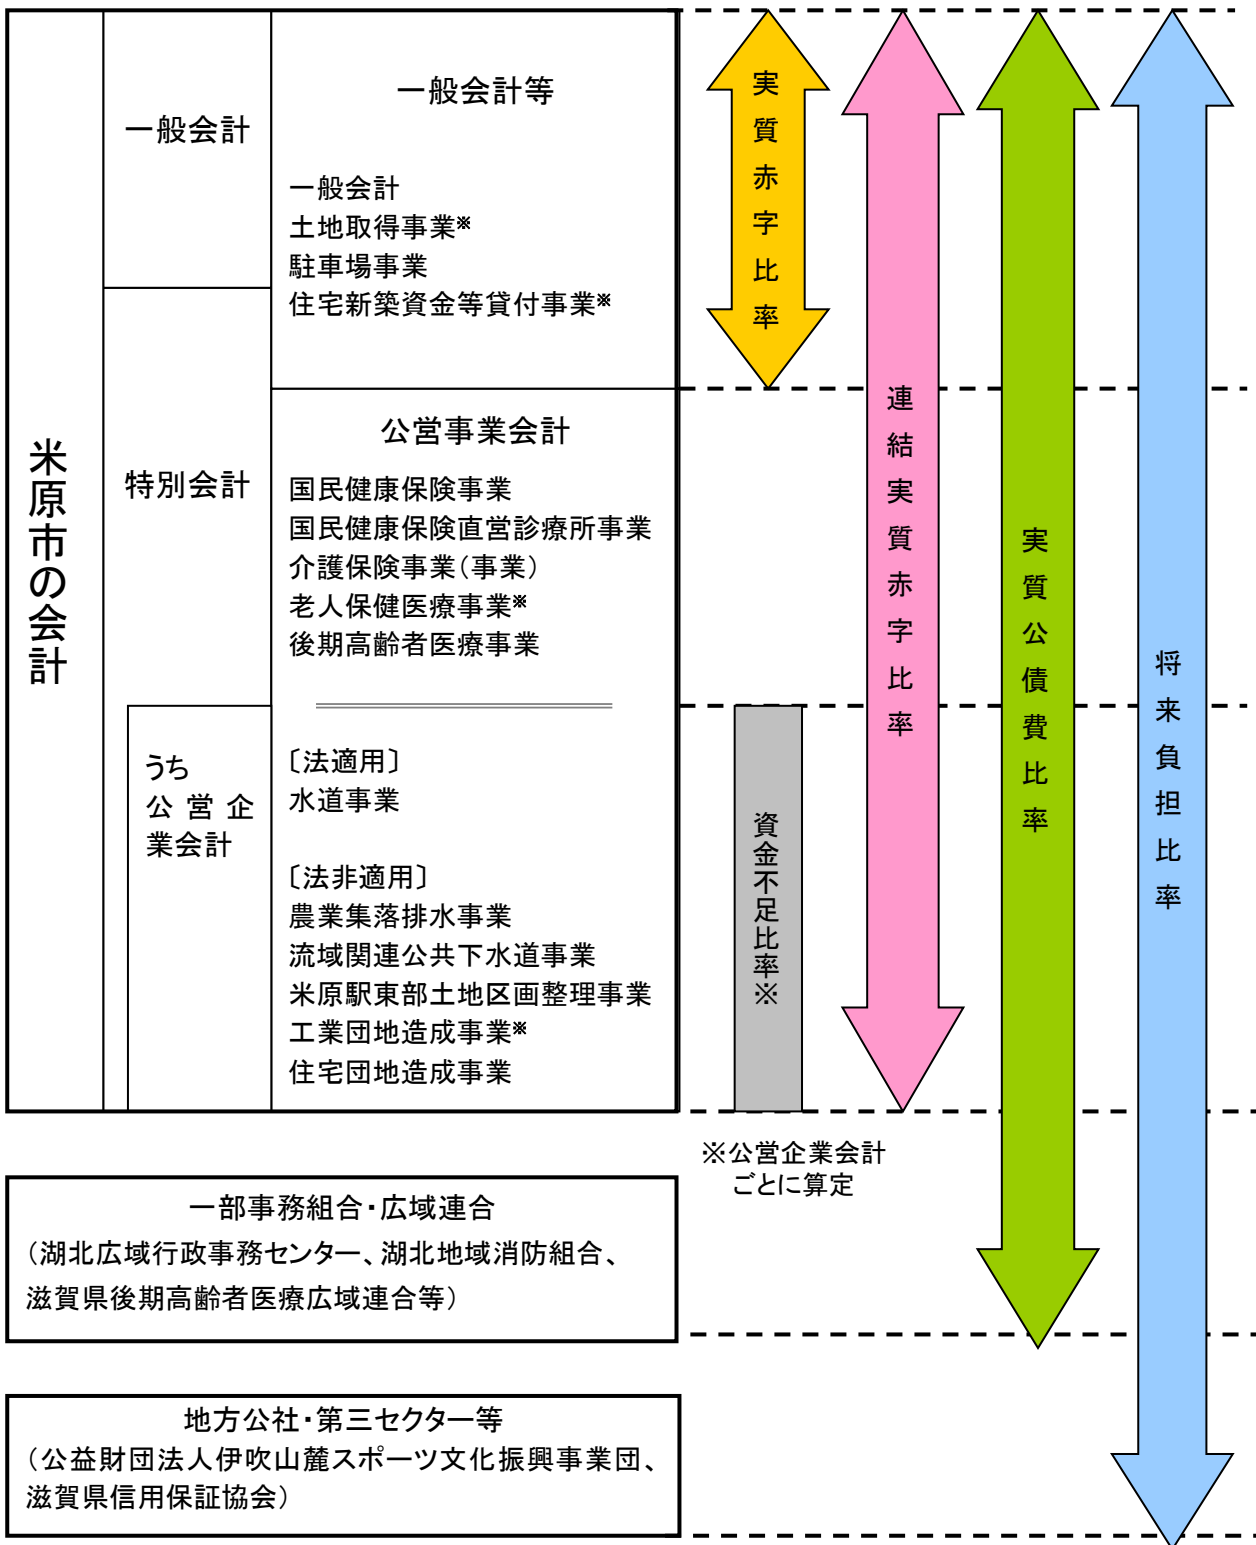 米原市の会計
一般会計
特別会計
うち
公営企
業会計
一般会計等
一般会計
土地取得事業※
駐車場事業
住宅新築資金等貸付事業※
公営事業会計
国民健康保険事業
国民健康保険直営診療所事業
介護保険事業(事業)
老人保健医療事業※
後期高齢者医療事業
〔法適用〕
水道事業
〔法非適用〕
農業集落排水事業
流域関連公共下水道事業
米原駅東部土地区画整理事業
工業団地造成事業※
住宅団地造成事業
実質赤字比率
連結実質赤字比率
実質公債費比率
将来負担比率
資金不足比率※
※公営企業会計
ごとに算定
一部事務組合・広域連合
(湖北広域行政事務センター、湖北地域消防組合、
滋賀県後期高齢者医療広域連合等)
地方公社・第三セクター等
(公益財団法人伊吹山麓スポーツ文化振興事業団、
滋賀県信用保証協会)